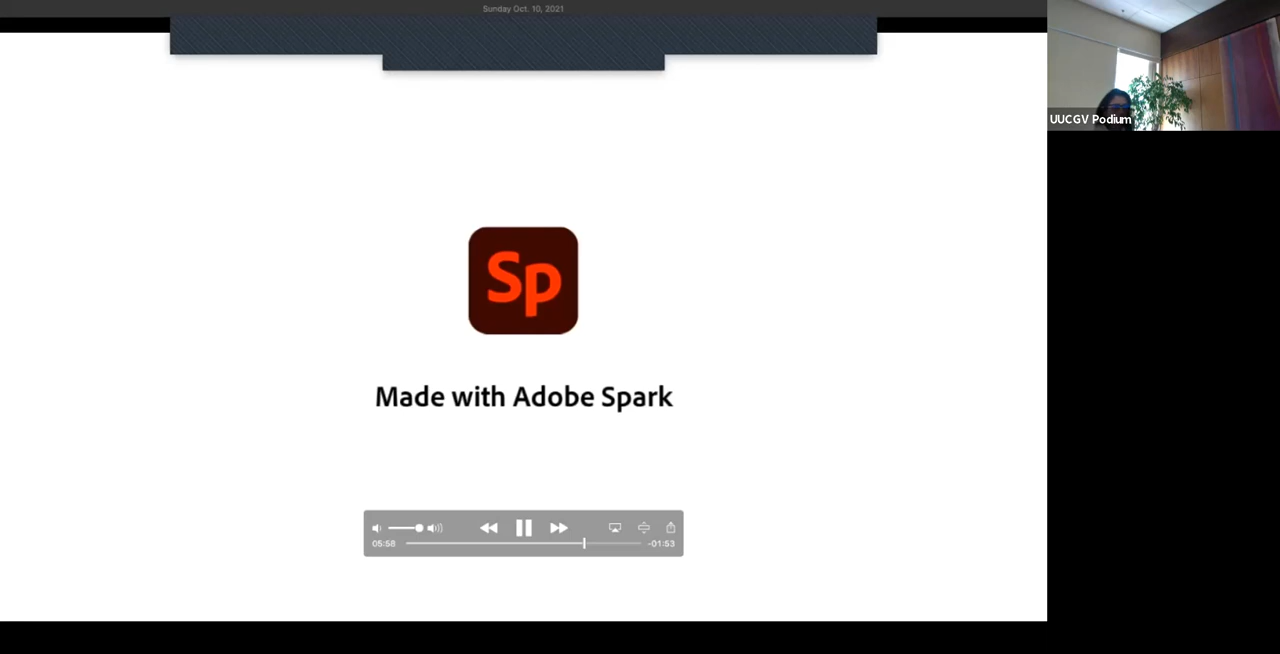 Sunday Oct. 10, 2021
UUCGV Podium
Sp
Made with Adobe Spark
05:58
-01:53